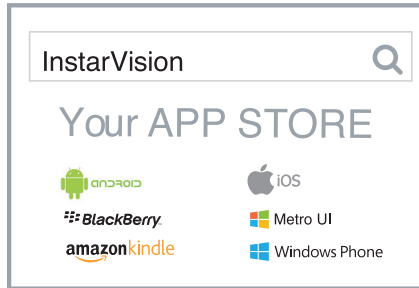 InstarVision
Your APP STORE
android iOS
BlackBerry. Metro UI
amazonkindle Windows Phone